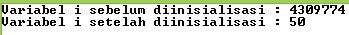 Variabel i sebelum diinisialisasi : 4309774
Variabel i setelah diinisialisasi : 50